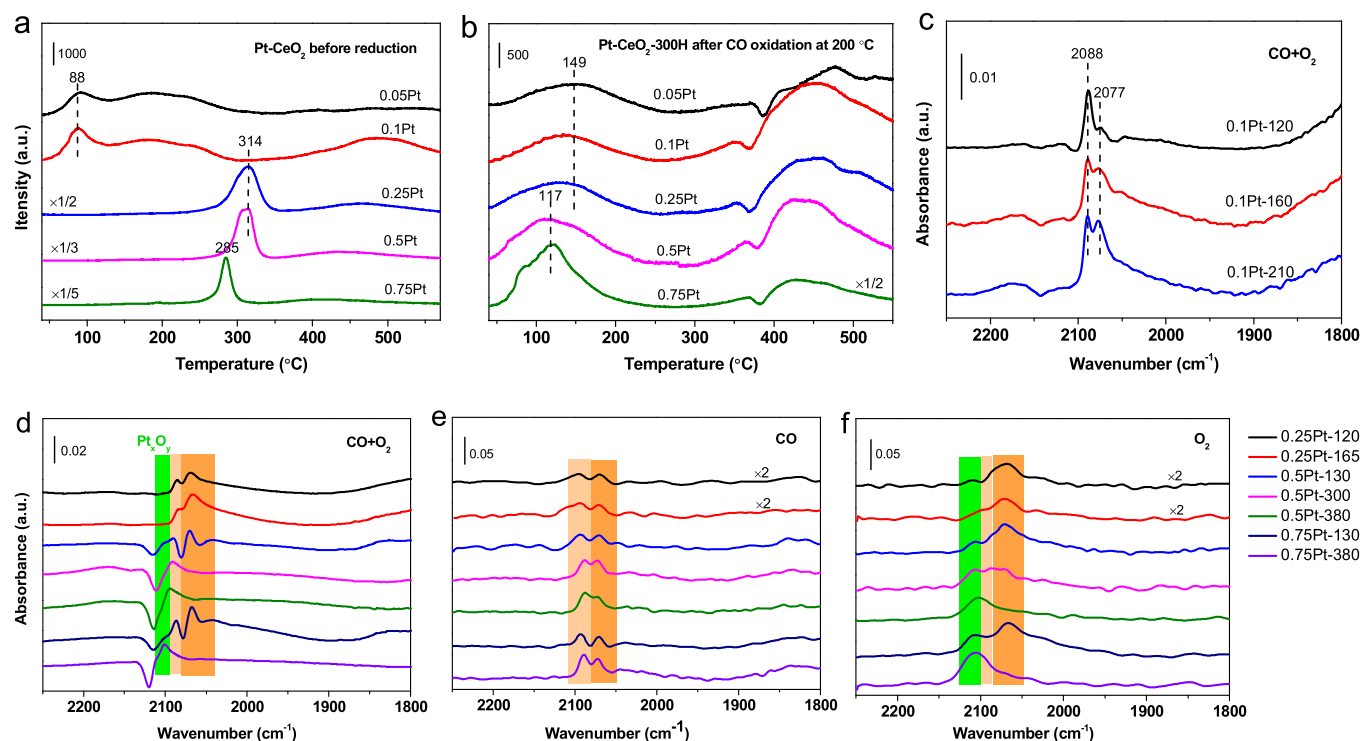 a
1000
Pt-CeO₂ before reduction
88
0.05Pt
0.1Pt
314
0.25Pt
×1/2
0.5Pt
×1/3
285
0.75Pt
×1/5
Itensity (a.u.)
100 200 300 400 500
Temperature (°C)
b
500
Pt-CeO₂-300H after CO oxidation at 200 °C
149
0.05Pt
0.1Pt
0.25Pt
117
0.5Pt
0.75Pt
×1/2
100 200 300 400 500
Temperature (°C)
c
2088
CO+O₂
0.01
2077
0.1Pt-120
0.1Pt-160
0.1Pt-210
Absorbance (a.u.)
2200 2100 2000 1900 1800
Wavenumber (cm⁻¹)
d
PtₓOᵧ
CO+O₂
0.02
Absorbance (a.u.)
2200 2100 2000 1900 1800
Wavenumber (cm⁻¹)
e
CO
0.05
×2
×2
2200 2100 2000 1900 1800
Wavenumber (cm⁻¹)
f
O₂
0.05
×2
×2
2200 2100 2000 1900 1800
Wavenumber (cm⁻¹)
0.25Pt-120
0.25Pt-165
0.5Pt-130
0.5Pt-300
0.5Pt-380
0.75Pt-130
0.75Pt-380